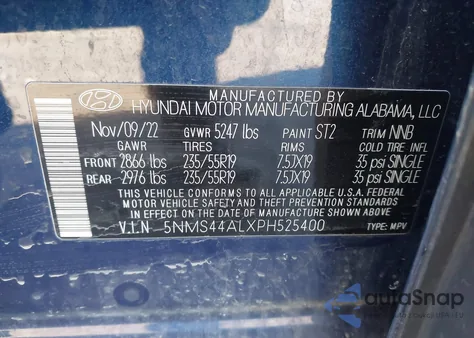 MANUFACTURED BY
HYUNDAI MOTOR MANUFACTURING ALABAMA, LLC
Nov/09/22 GVWR 5247 lbs PAINT ST2 TRIM NNB
GAWR TIRES RIMS COLD TIRE INFL
FRONT 2866 lbs 235/55R19 7.5JX19 35 psi SINGLE
REAR 2976 lbs 235/55R19 7.5JX19 35 psi SINGLE
THIS VEHICLE CONFORMS TO ALL APPLICABLE U.S.A. FEDERAL
MOTOR VEHICLE SAFETY AND THEFT PREVENTION STANDARDS
IN EFFECT ON THE DATE OF MANUFACTURE SHOWN ABOVE.
V.I.N 5NMS44ALXPH525400 TYPE: MPV
autoSnap